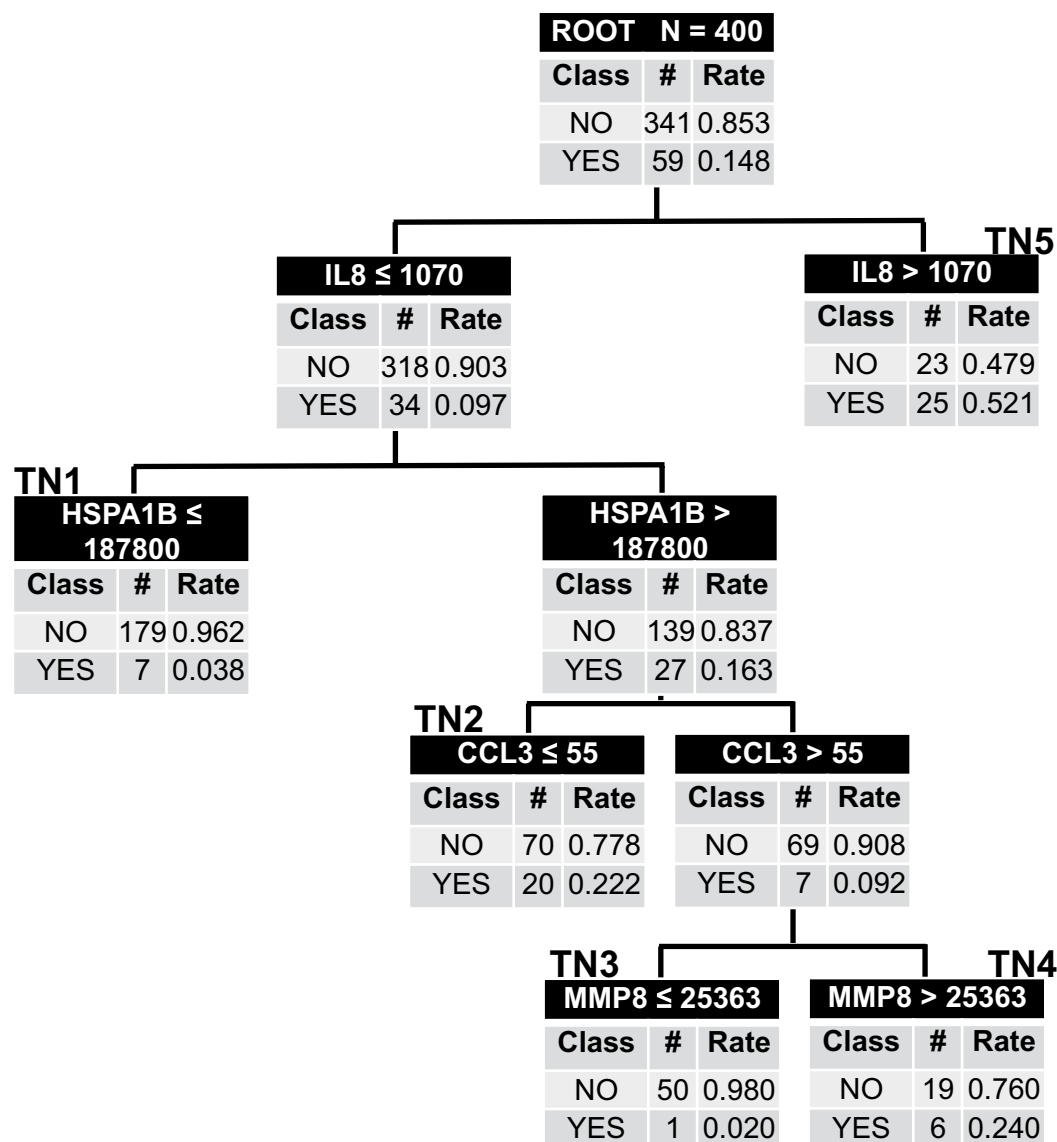 ROOT N = 400
Class # Rate
NO 341 0.853
YES 59 0.148
IL8 ≤ 1070
Class # Rate
NO 318 0.903
YES 34 0.097
TN5
IL8 > 1070
Class # Rate
NO 23 0.479
YES 25 0.521
TN1
HSPA1B ≤
187800
Class # Rate
NO 179 0.962
YES 7 0.038
HSPA1B >
187800
Class # Rate
NO 139 0.837
YES 27 0.163
TN2
CCL3 ≤ 55
Class # Rate
NO 70 0.778
YES 20 0.222
CCL3 > 55
Class # Rate
NO 69 0.908
YES 7 0.092
TN3
MMP8 ≤ 25363
Class # Rate
NO 50 0.980
YES 1 0.020
TN4
MMP8 > 25363
Class # Rate
NO 19 0.760
YES 6 0.240